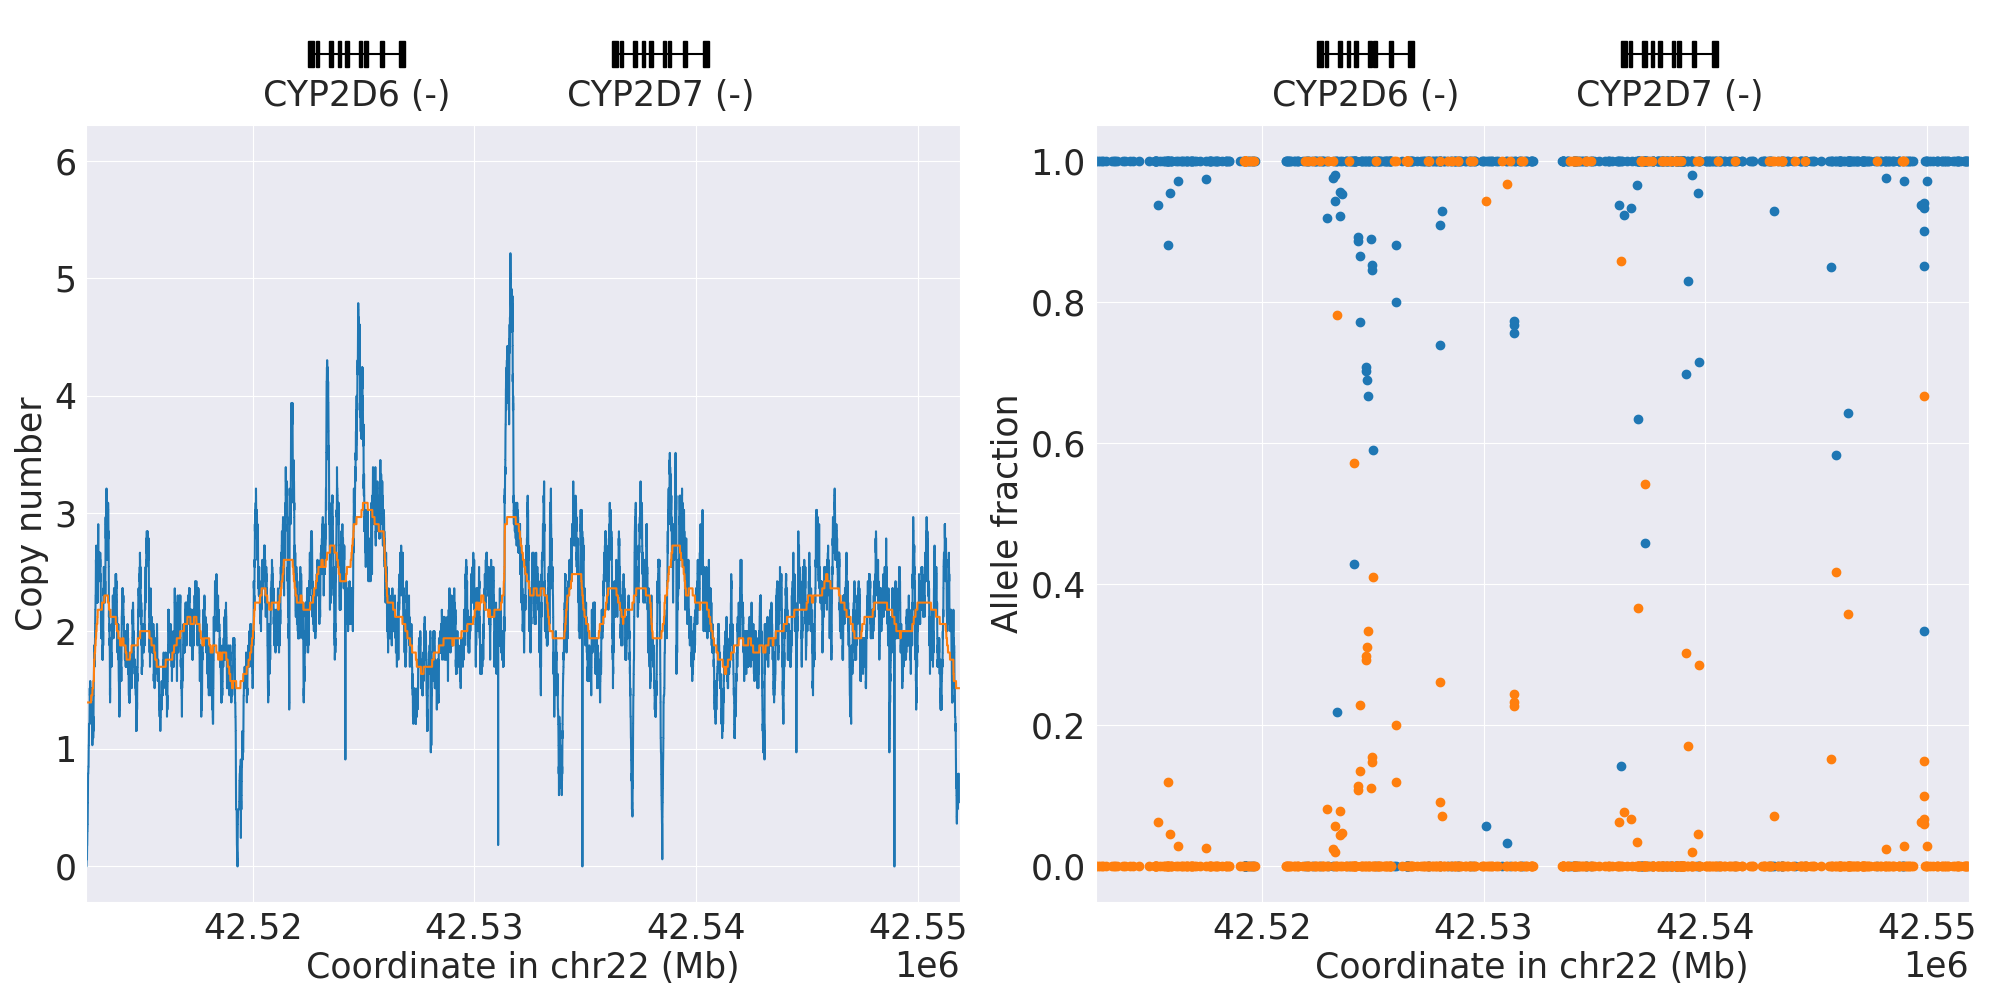 CYP2D6 (-)
CYP2D7 (-)
6
5
4
3
2
1
0
Copy number
42.52
42.53
42.54
42.55
Coordinate in chr22 (Mb)
1e6
CYP2D6 (-)
CYP2D7 (-)
1.0
0.8
0.6
0.4
0.2
0.0
Allele fraction
42.52
42.53
42.54
42.55
Coordinate in chr22 (Mb)
1e6